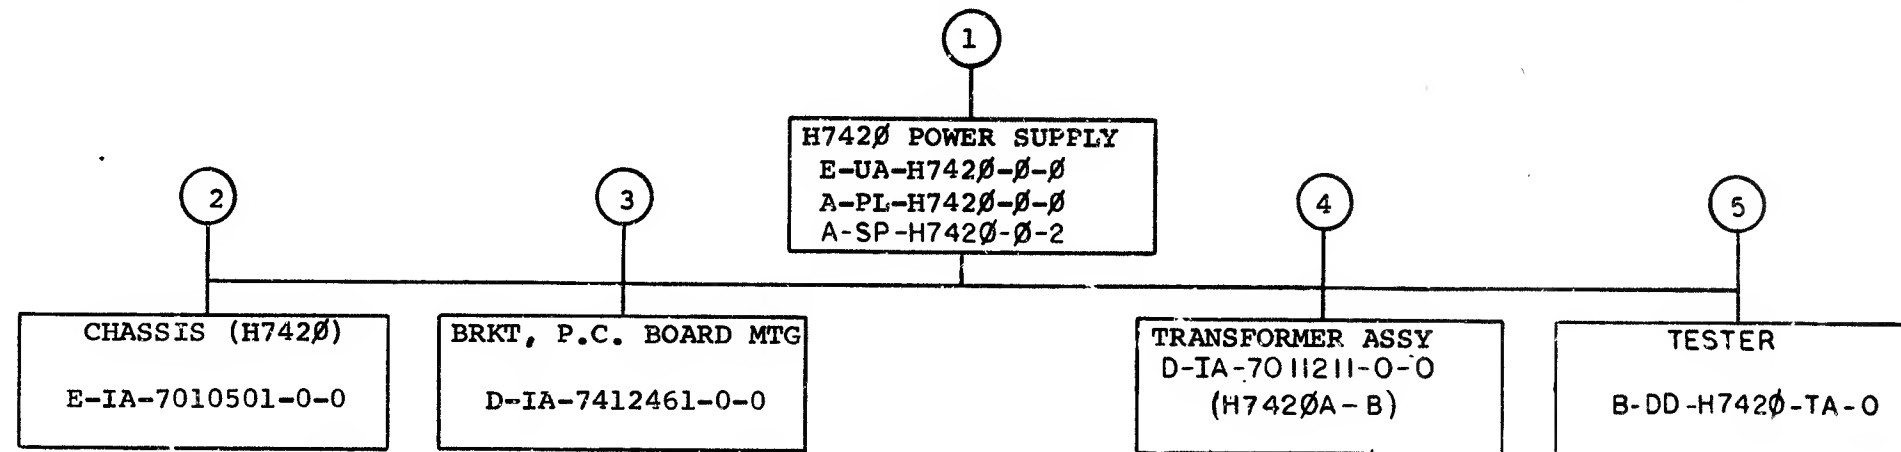 1
H742Ø POWER SUPPLY
E-UA-H742Ø-Ø-Ø
A-PL-H742Ø-Ø-Ø
A-SP-H742Ø-Ø-2
2
CHASSIS (H742Ø)
E-IA-7010501-0-0
3
BRKT, P.C. BOARD MTG
D-IA-7412461-0-0
4
TRANSFORMER ASSY
D-IA-7011211-0-0
(H742ØA-B)
5
TESTER
B-DD-H742Ø-TA-0